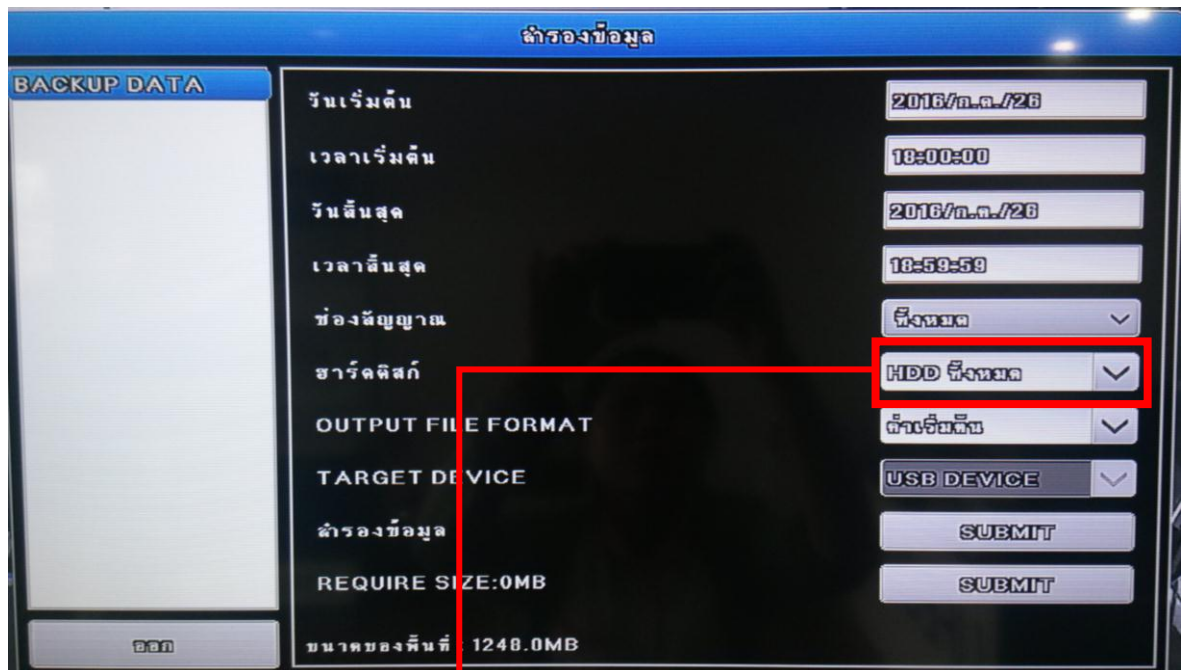 สำรองข้อมูล
BACKUP DATA
วันเริ่มต้น 2016/ก.ค./26
เวลาเริ่มต้น 18:00:00
วันสิ้นสุด 2016/ก.ค./26
เวลาสิ้นสุด 18:59:59
ช่องสัญญาณ ทั้งหมด
ฮาร์ดดิสก์ HDD ทั้งหมด
OUTPUT FILE FORMAT ค่าเริ่มต้น
TARGET DEVICE USB DEVICE
สำรองข้อมูล SUBMIT
REQUIRE SIZE:0MB SUBMIT
ออก
ขนาดของพื้นที่ : 1248.0MB